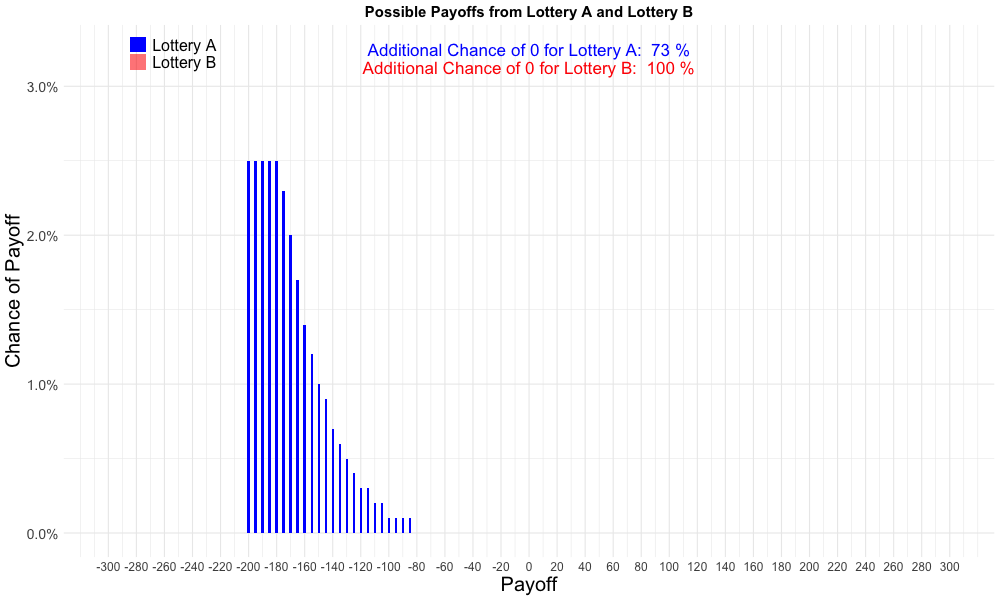 Possible Payoffs from Lottery A and Lottery B
Lottery A
Lottery B
Additional Chance of 0 for Lottery A:  73 %
Additional Chance of 0 for Lottery B:  100 %
Chance of Payoff
3.0%
2.0%
1.0%
0.0%
-300 -280 -260 -240 -220 -200 -180 -160 -140 -120 -100 -80 -60 -40 -20 0 20 40 60 80 100 120 140 160 180 200 220 240 260 280 300
Payoff